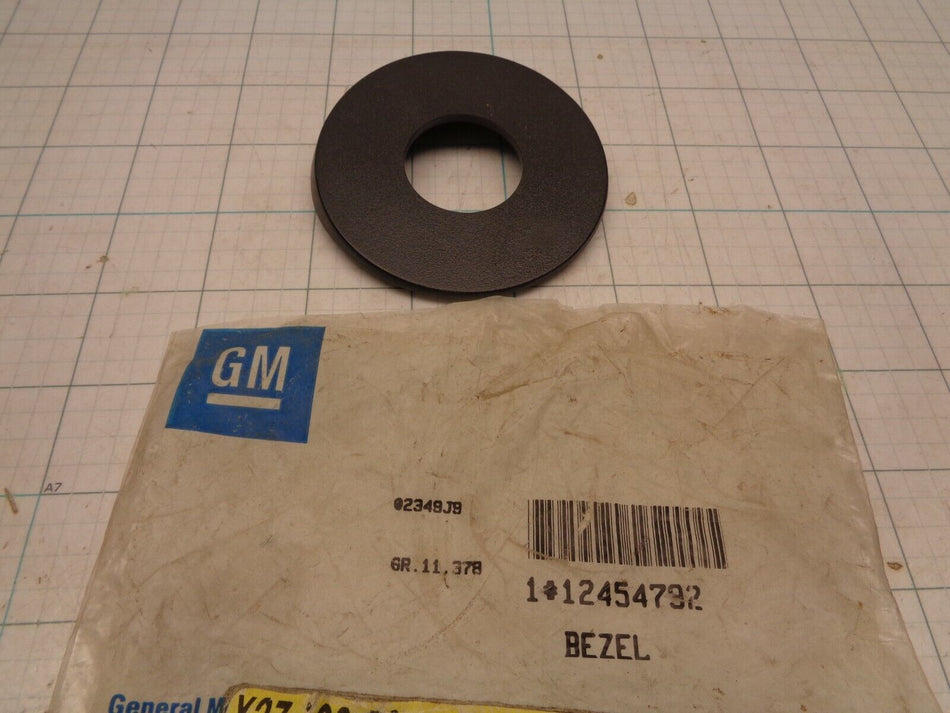 GM
A7
02349J9
GR.11.378
1*12454792
BEZEL
General M